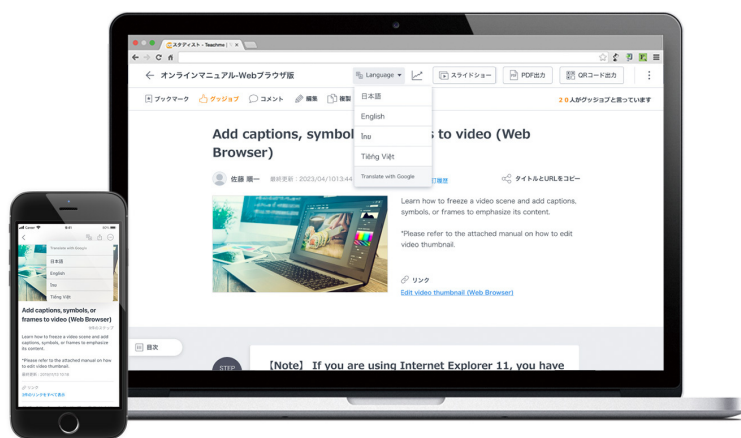 スタディスト - Teachme
オンラインマニュアル-Webブラウザ版
Language
スライドショー
PDF出力
QRコード出力
ブックマーク
グッジョブ
コメント
編集
複製
20人がグッジョブと言っています
日本語
English
ไทย
Tiếng Việt
Translate with Google
Add captions, symbol
s to video (Web
Browser)
佐藤 順一
最終更新 : 2023/04/1013:44
訂履歴
タイトルとURLをコピー
Learn how to freeze a video scene and add captions,
symbols, or frames to emphasize its content.
*Please refer to the attached manual on how to edit
video thumbnail.
リンク
Edit video thumbnail (Web Browser)
目次
STEP
【Note】 If you are using Internet Explorer 11, you have
Carrier
9:41
Translate with Google
日本語
English
ไทย
Tiếng Việt
Add captions, symbols, or
frames to video (Web Browser)
Learn how to freeze a video scene and add
captions, symbols, or frames to emphasize
its content.
*Please refer to the attached manual on how
to edit video thumbnail.
リンク